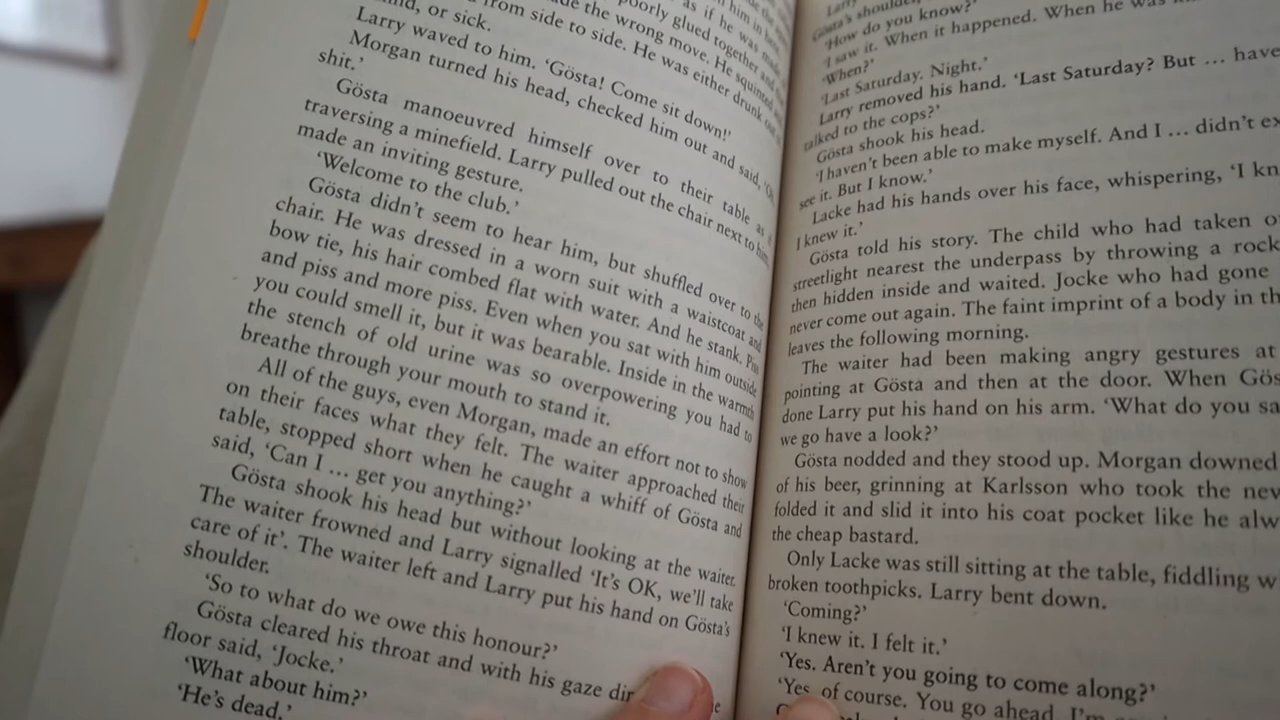 him in
as if he was made
poorly glued together and
the wrong move. He squinted
from side to side. He was either drunk
or sick.
Larry waved to him. ‘Gösta! Come sit down!’
Morgan turned his head, checked him out and said,
shit.’
Gösta manoeuvred himself over to their table as
traversing a minefield. Larry pulled out the chair next to him,
made an inviting gesture.
‘Welcome to the club.’
Gösta didn’t seem to hear him, but shuffled over to the
chair. He was dressed in a worn suit with a waistcoat and
bow tie, his hair combed flat with water. And he stank. Piss
and piss and more piss. Even when you sat with him outside
you could smell it, but it was bearable. Inside in the warmth
the stench of old urine was so overpowering you had to
breathe through your mouth to stand it.
All of the guys, even Morgan, made an effort not to show
on their faces what they felt. The waiter approached their
table, stopped short when he caught a whiff of Gösta and
said, ‘Can I ... get you anything?’
Gösta shook his head but without looking at the waiter.
The waiter frowned and Larry signalled ‘It’s OK, we’ll take
care of it’. The waiter left and Larry put his hand on Gösta’s
shoulder.
‘So to what do we owe this honour?’
Gösta cleared his throat and with his gaze
floor said, ‘Jocke.’
‘What about him?’
‘He’s dead.’
Larry
Gösta’s shoulder
‘How do you know?’
‘I saw it. When it happened. When he was
‘When?’
‘Last Saturday. Night.’
Larry removed his hand. ‘Last Saturday? But ... have
talked to the cops?’
Gösta shook his head.
‘I haven’t been able to make myself. And I ... didn’t
see it. But I know.’
Lacke had his hands over his face, whispering, ‘I
I knew it.’
Gösta told his story. The child who had taken
streetlight nearest the underpass by throwing a rock
then hidden inside and waited. Jocke who had gone
never come out again. The faint imprint of a body in
leaves the following morning.
The waiter had been making angry gestures at
pointing at Gösta and then at the door. When
done Larry put his hand on his arm. ‘What do you
we go have a look?’
Gösta nodded and they stood up. Morgan downed
of his beer, grinning at Karlsson who took the
folded it and slid it into his coat pocket like he
the cheap bastard.
Only Lacke was still sitting at the table, fiddling
broken toothpicks. Larry bent down.
‘Coming?’
‘I knew it. I felt it.’
‘Yes. Aren’t you going to come along?’
‘Yes, of course. You go ahead. I’m